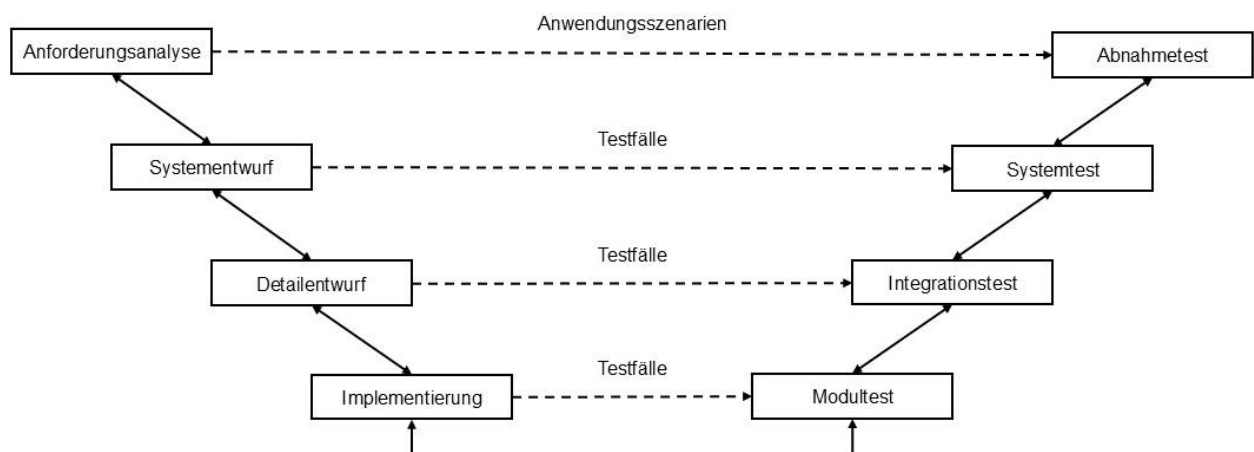 Anwendungsszenarien
Anforderungsanalyse
Abnahmetest
Testfälle
Systementwurf
Systemtest
Testfälle
Detailentwurf
Integrationstest
Testfälle
Implementierung
Modultest